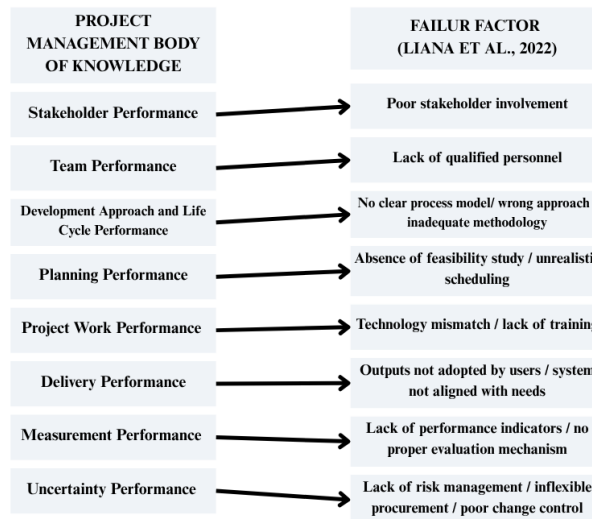 PROJECT
MANAGEMENT BODY
OF KNOWLEDGE
FAILUR FACTOR
(LIANA ET AL., 2022)
Stakeholder Performance
Poor stakeholder involvement
Team Performance
Lack of qualified personnel
Development Approach and Life
Cycle Performance
No clear process model/ wrong approach
inadequate methodology
Planning Performance
Absence of feasibility study / unrealisti
scheduling
Project Work Performance
Technology mismatch / lack of training
Delivery Performance
Outputs not adopted by users / system
not aligned with needs
Measurement Performance
Lack of performance indicators / no
proper evaluation mechanism
Uncertainty Performance
Lack of risk management / inflexible
procurement / poor change control